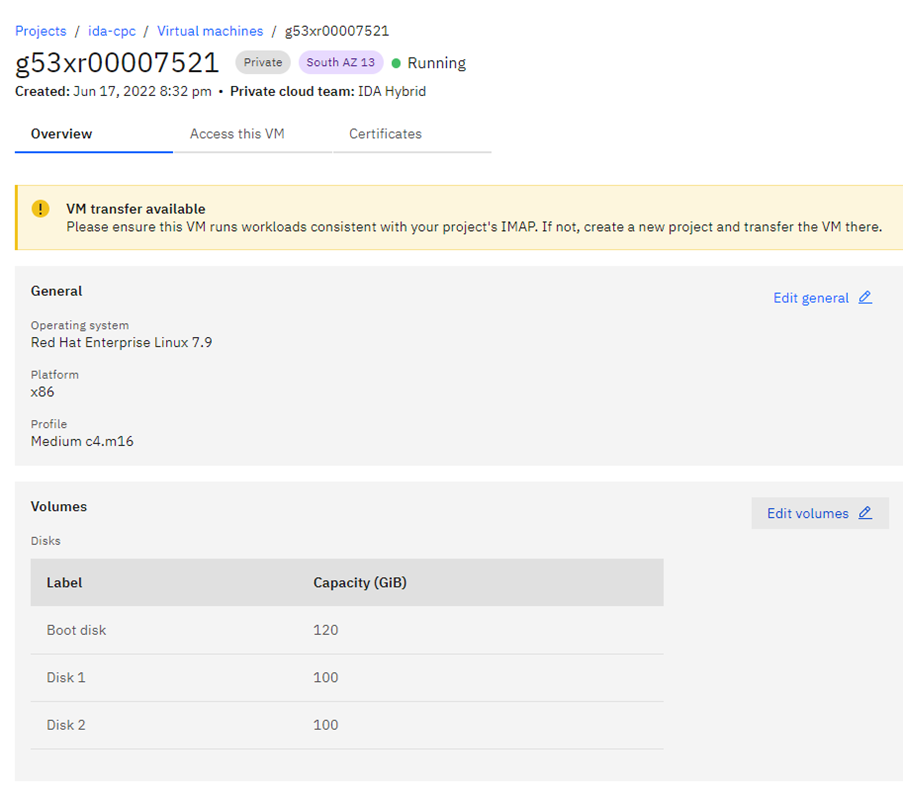 Projects / ida-cpc / Virtual machines / g53xr00007521
g53xr00007521 Private South AZ 13 Running
Created: Jun 17, 2022 8:32 pm • Private cloud team: IDA Hybrid
Overview Access this VM Certificates
VM transfer available
Please ensure this VM runs workloads consistent with your project's IMAP. If not, create a new project and transfer the VM there.
General
Edit general
Operating system
Red Hat Enterprise Linux 7.9
Platform
x86
Profile
Medium c4.m16
Volumes
Edit volumes
Disks
Label Capacity (GiB)
Boot disk 120
Disk 1 100
Disk 2 100